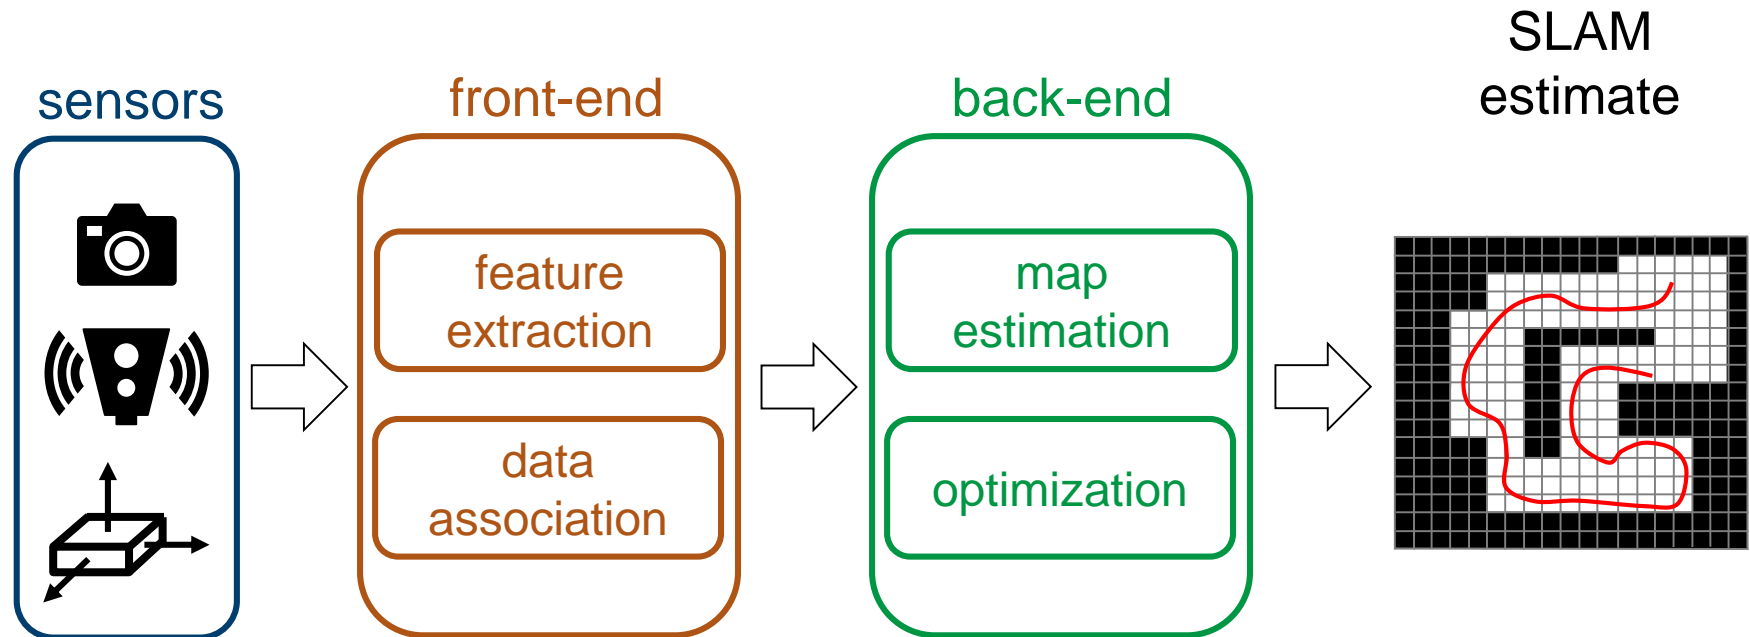 sensors
front-end
feature
extraction
data
association
back-end
map
estimation
optimization
SLAM
estimate